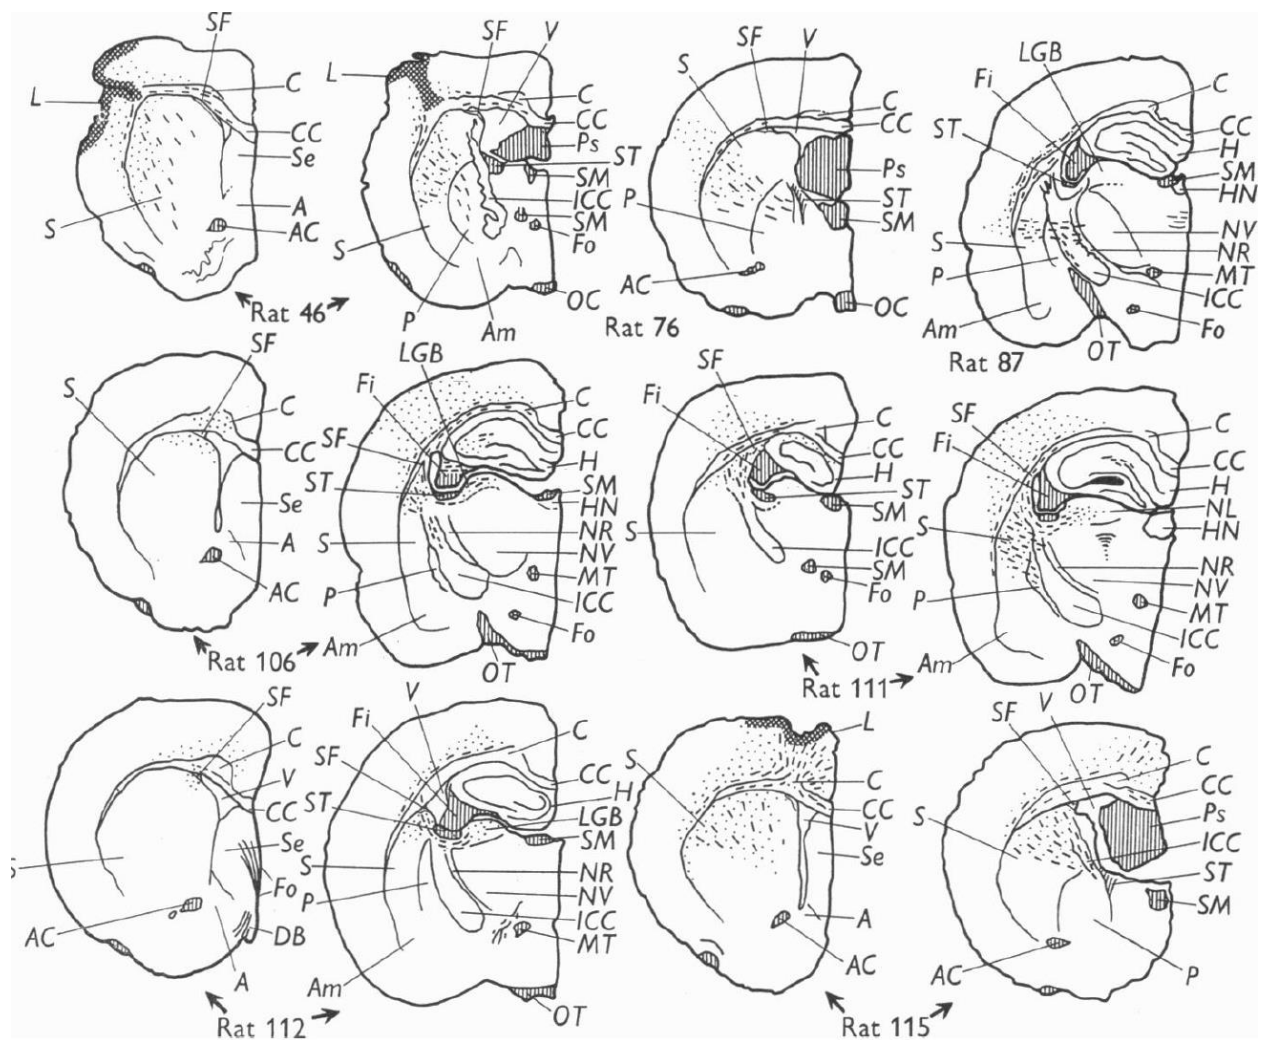 SF
C
L
CC
Se
A
S
AC
SF
V
L
C
CC
Ps
ST
SM
ICC
SM
Fo
S
P
Am
OC
Rat 46
SF
V
S
C
CC
Ps
P
ST
SM
AC
OC
Rat 76
LGB
Fi
C
ST
CC
H
SM
HN
NV
S
NR
P
MT
ICC
Am
Fo
OT
Rat 87
SF
S
C
CC
Se
A
AC
LGB
Fi
C
SF
CC
H
ST
SM
HN
NR
S
NV
MT
P
ICC
Fo
Am
OT
Rat 106
SF
Fi
C
CC
H
ST
SM
S
ICC
SM
Fo
OT
SF
C
Fi
CC
H
NL
S
HN
NR
NV
P
MT
ICC
Am
Fo
OT
Rat 111
SF
C
V
CC
Se
S
Fo
AC
DB
A
V
Fi
C
SF
CC
H
ST
LGB
SM
S
NR
P
NV
ICC
MT
Am
OT
Rat 112
L
S
C
CC
V
Se
A
AC
V
SF
C
CC
Ps
S
ICC
ST
SM
AC
P
Rat 115